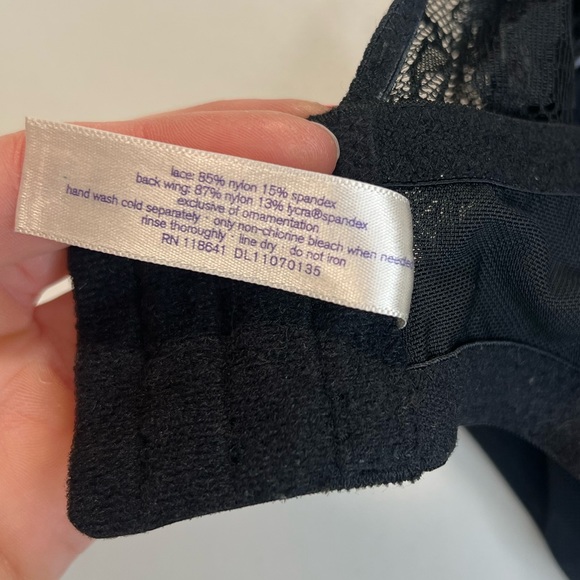 lace: 85% nylon 15% spandex
back wing: 87% nylon 13% lycra®spandex
exclusive of ornamentation
hand wash cold separately · only non-chlorine bleach when needed
rinse thoroughly · line dry · do not iron
RN 118641 DL11070135